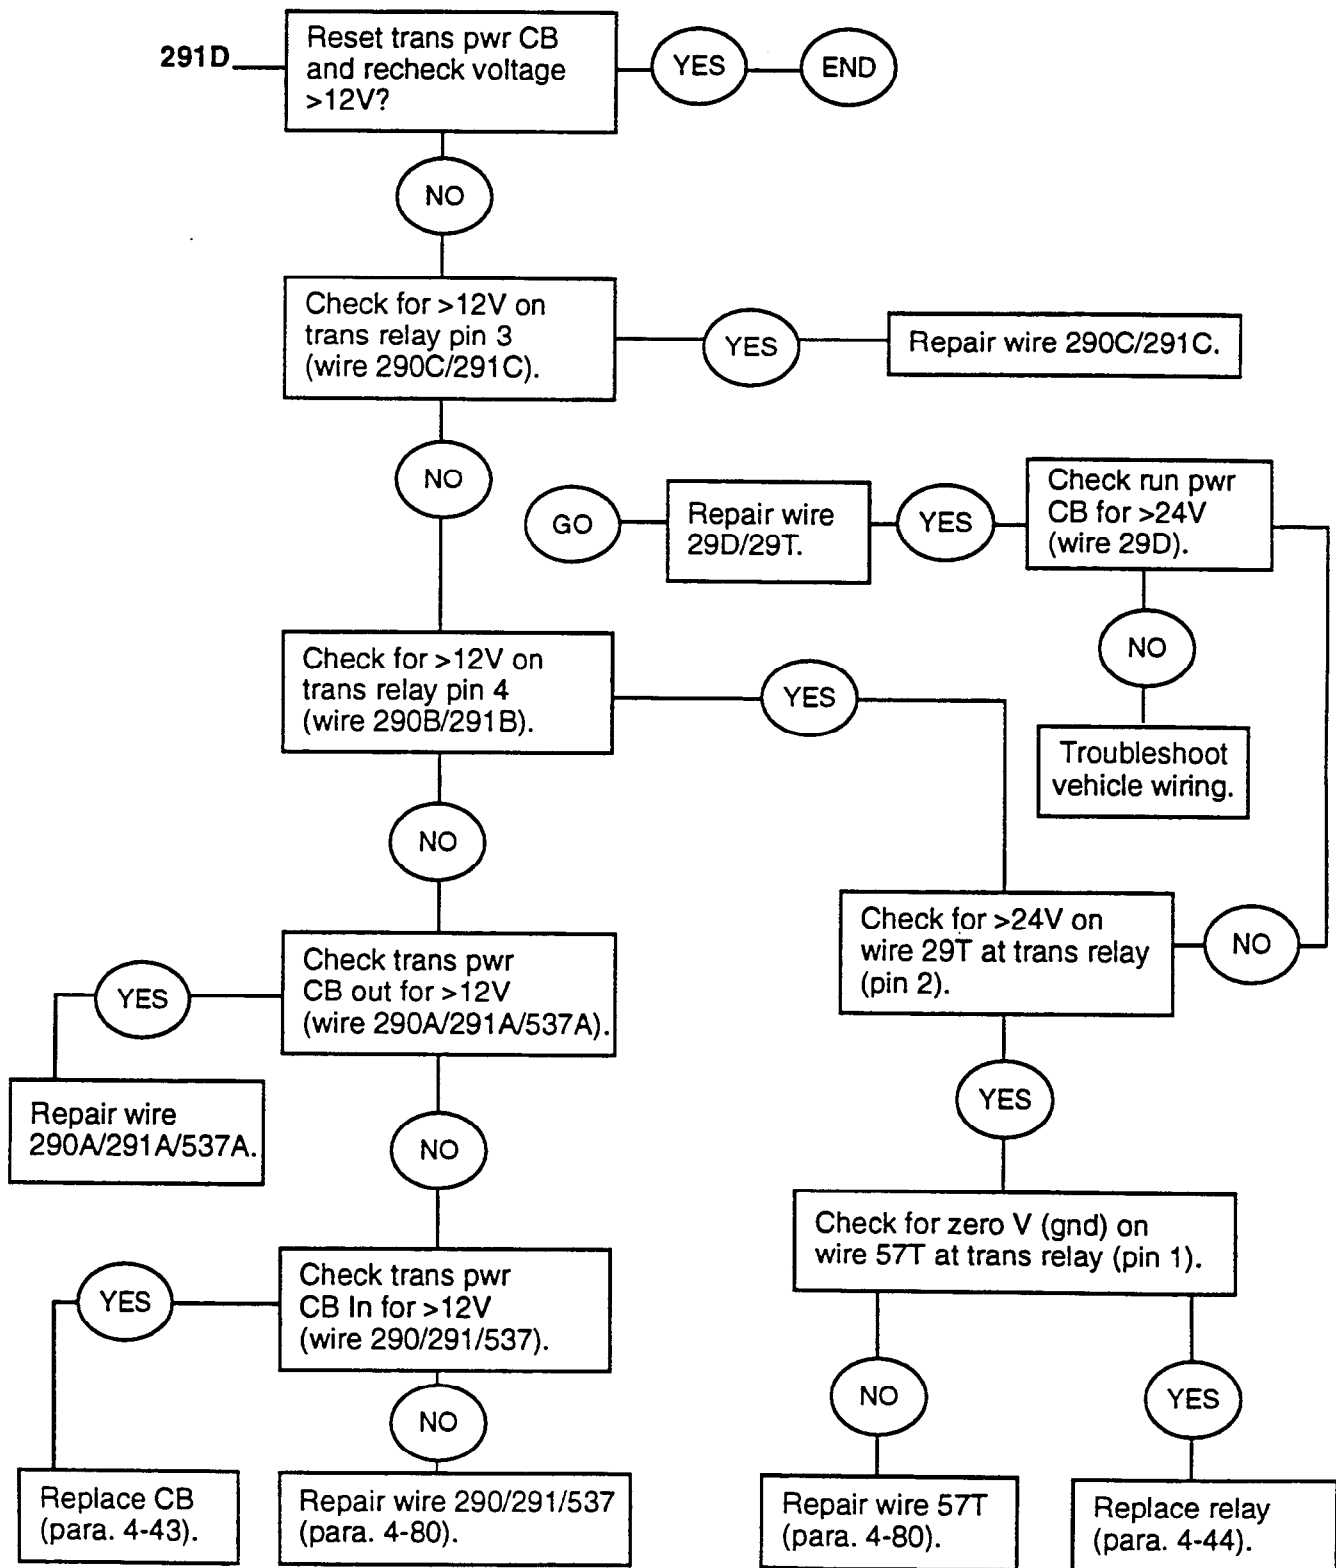 291D
Reset trans pwr CB
and recheck voltage
>12V?
YES
END
NO
Check for >12V on
trans relay pin 3
(wire 290C/291C).
YES
Repair wire 290C/291C.
NO
GO
Repair wire
29D/29T.
YES
Check run pwr
CB for >24V
(wire 29D).
NO
Troubleshoot
vehicle wiring.
Check for >12V on
trans relay pin 4
(wire 290B/291B).
YES
NO
Check for >24V on
wire 29T at trans relay
(pin 2).
NO
Check trans pwr
CB out for >12V
(wire 290A/291A/537A).
YES
Repair wire
290A/291A/537A.
NO
YES
Check for zero V (gnd) on
wire 57T at trans relay (pin 1).
Check trans pwr
CB In for >12V
(wire 290/291/537).
YES
NO
NO
YES
Replace CB
(para. 4-43).
Repair wire 290/291/537
(para. 4-80).
Repair wire 57T
(para. 4-80).
Replace relay
(para. 4-44).